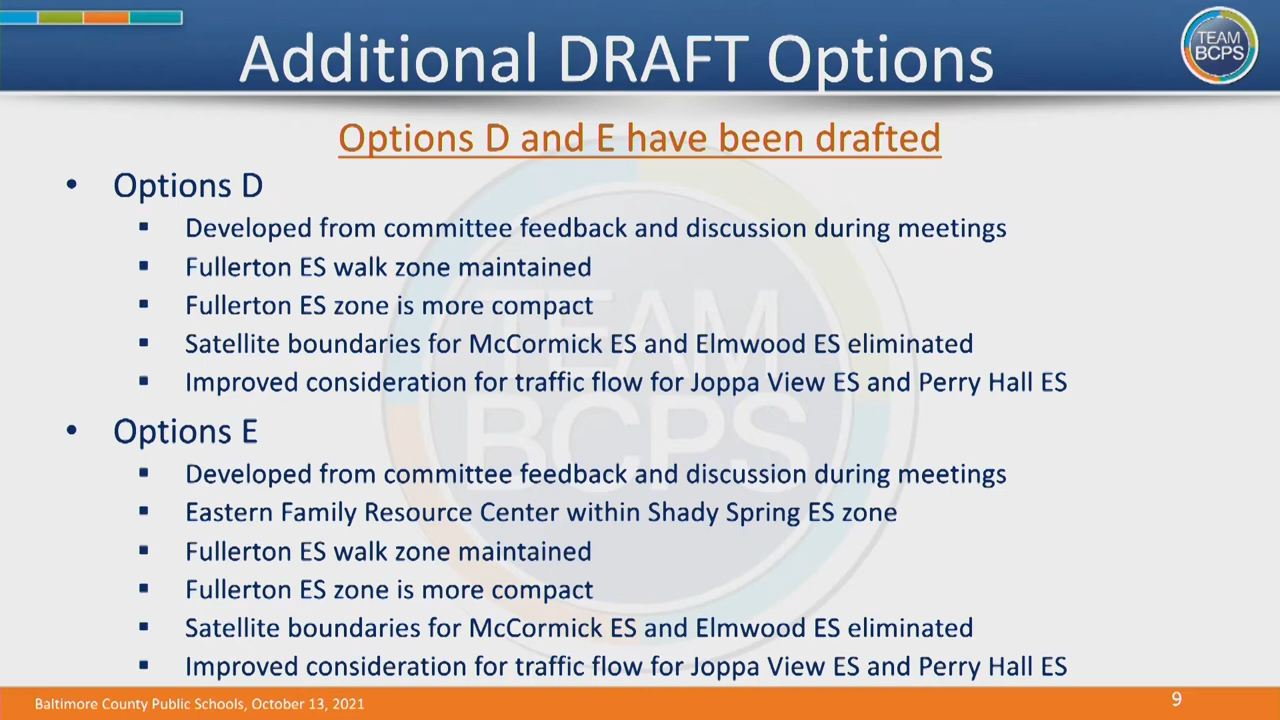 Additional DRAFT Options
TEAM
BCPS
Options D and E have been drafted
• Options D
▪ Developed from committee feedback and discussion during meetings
▪ Fullerton ES walk zone maintained
▪ Fullerton ES zone is more compact
▪ Satellite boundaries for McCormick ES and Elmwood ES eliminated
▪ Improved consideration for traffic flow for Joppa View ES and Perry Hall ES
• Options E
▪ Developed from committee feedback and discussion during meetings
▪ Eastern Family Resource Center within Shady Spring ES zone
▪ Fullerton ES walk zone maintained
▪ Fullerton ES zone is more compact
▪ Satellite boundaries for McCormick ES and Elmwood ES eliminated
▪ Improved consideration for traffic flow for Joppa View ES and Perry Hall ES
TEAM
BCPS
Baltimore County Public Schools, October 13, 2021
9